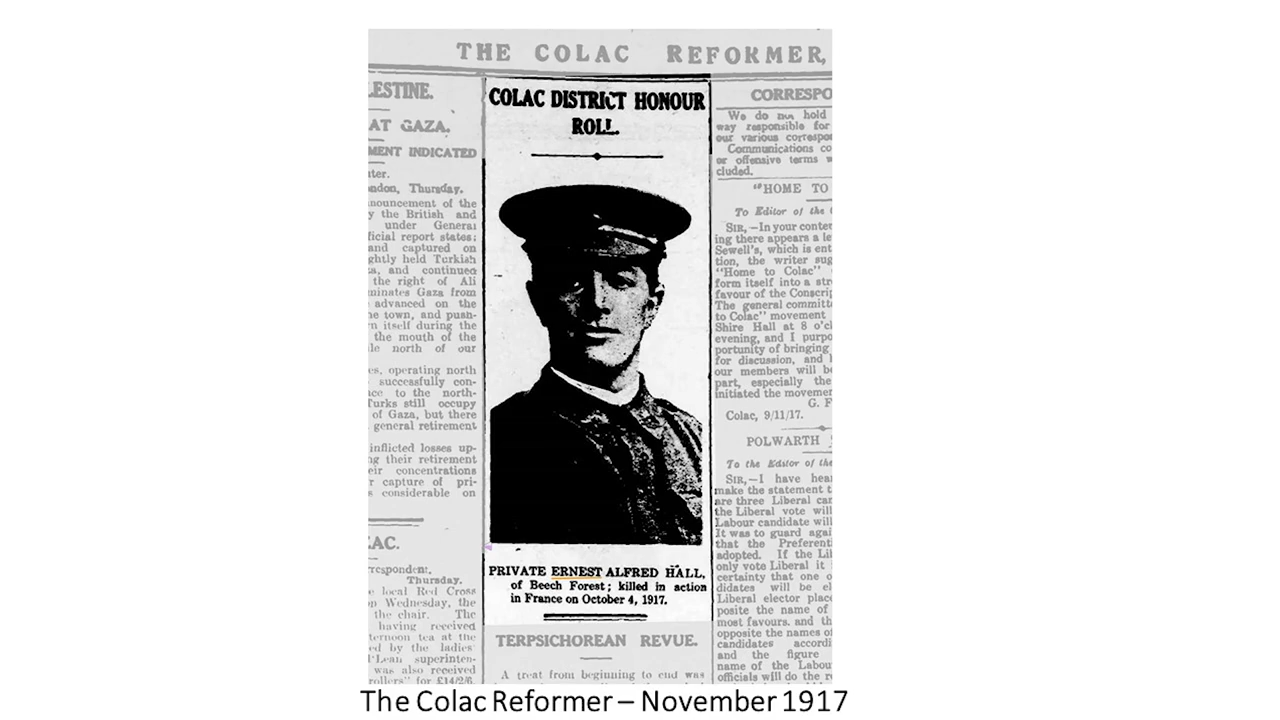 THE COLAC REFORMER,
LESTINE.
AT GAZA.
MENT INDICATED
ndon, Thursday.
nouncement of the
y the British and
under General
ficial report states:
and captured on
ghtly held Turkish
za, and continued
the right of Ali
minates Gaza from
advanced on the
he town, and push-
n itself during the
the mouth of the
le north of our
es, operating north
successfully con-
ce to the north-
Turks still occupy
of Gaza, but there
general retirement
inflicted losses up-
ng their retirement
eir concentrations
r capture of pri-
s considerable on
AC.
rrespondent.
Thursday.
e local Red Cross
on Wednesday, the
the chair. The
having received
ternoon tea at the
ed by the ladies'
Lean superinten-
was also received
rollers" for £14/2/6.
COLAC DISTRICT HONOUR
ROLL.
PRIVATE ERNEST ALFRED HALL,
of Beech Forest; killed in action
in France on October 4, 1917.
TERPSICHOREAN REVUE.
A treat from beginning to end was
CORRESPO
We do not hold
way responsible for
our various correspon
Communications co
or offensive terms w
cluded.
"HOME TO
To Editor of the
SIR,—In your conten
ing there appears a le
Sewell's, which is ent
tion, the writer sug
"Home to Colac"
form itself into a str
favour of the Conscrip
The general committe
to Colac" movement
Shire Hall at 8 o'cl
evening, and I purpo
portunity of bringing
for discussion, and
our members will be
part, especially the
initiated the movemen
G. F
Colac, 9/11/17.
POLWARTH
To the Editor of the
SIR,—I have hear
make the statement t
are three Liberal can
the Liberal vote will
Labour candidate will
It was to guard agai
that the Preferenti
adopted. If the Lib
only vote Liberal it
certainty that one o
didates will be el
Liberal elector place
posite the name of
most favours. and th
opposite the names of
candidates accordi
and the figure
name of the Labou
officials will do the re
The Colac Reformer – November 1917